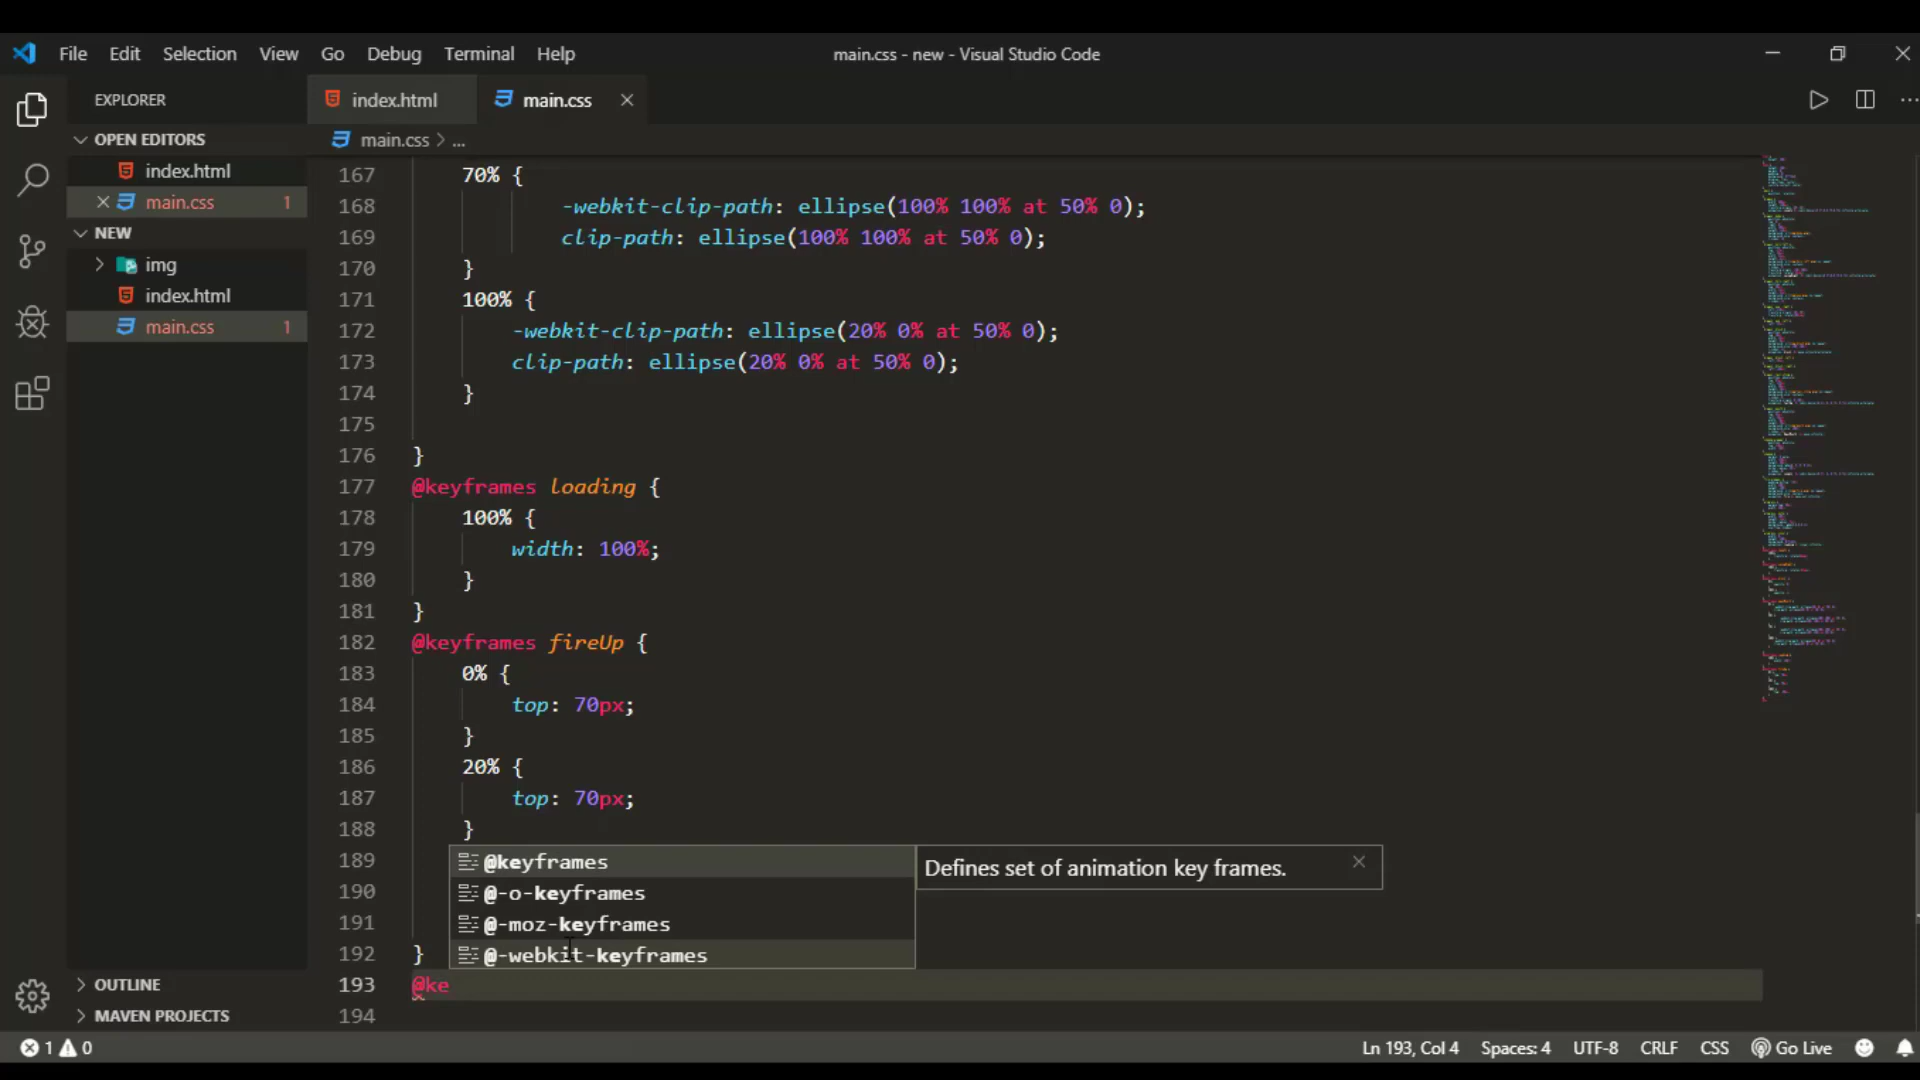 File Edit Selection View Go Debug Terminal Help
main.css - new - Visual Studio Code
EXPLORER
OPEN EDITORS
index.html
main.css 1
NEW
img
index.html
main.css 1
OUTLINE
MAVEN PROJECTS
index.html main.css
main.css > ...
167 70% {
168 -webkit-clip-path: ellipse(100% 100% at 50% 0);
169 clip-path: ellipse(100% 100% at 50% 0);
170 }
171 100% {
172 -webkit-clip-path: ellipse(20% 0% at 50% 0);
173 clip-path: ellipse(20% 0% at 50% 0);
174 }
175
176 }
177 @keyframes loading {
178 100% {
179 width: 100%;
180 }
181 }
182 @keyframes fireUp {
183 0% {
184 top: 70px;
185 }
186 20% {
187 top: 70px;
188 }
189
190
191
192 }
193 @ke
194
@keyframes
@-o-keyframes
@-moz-keyframes
@-webkit-keyframes
Defines set of animation key frames.
1 0
Ln 193, Col 4 Spaces: 4 UTF-8 CRLF CSS Go Live